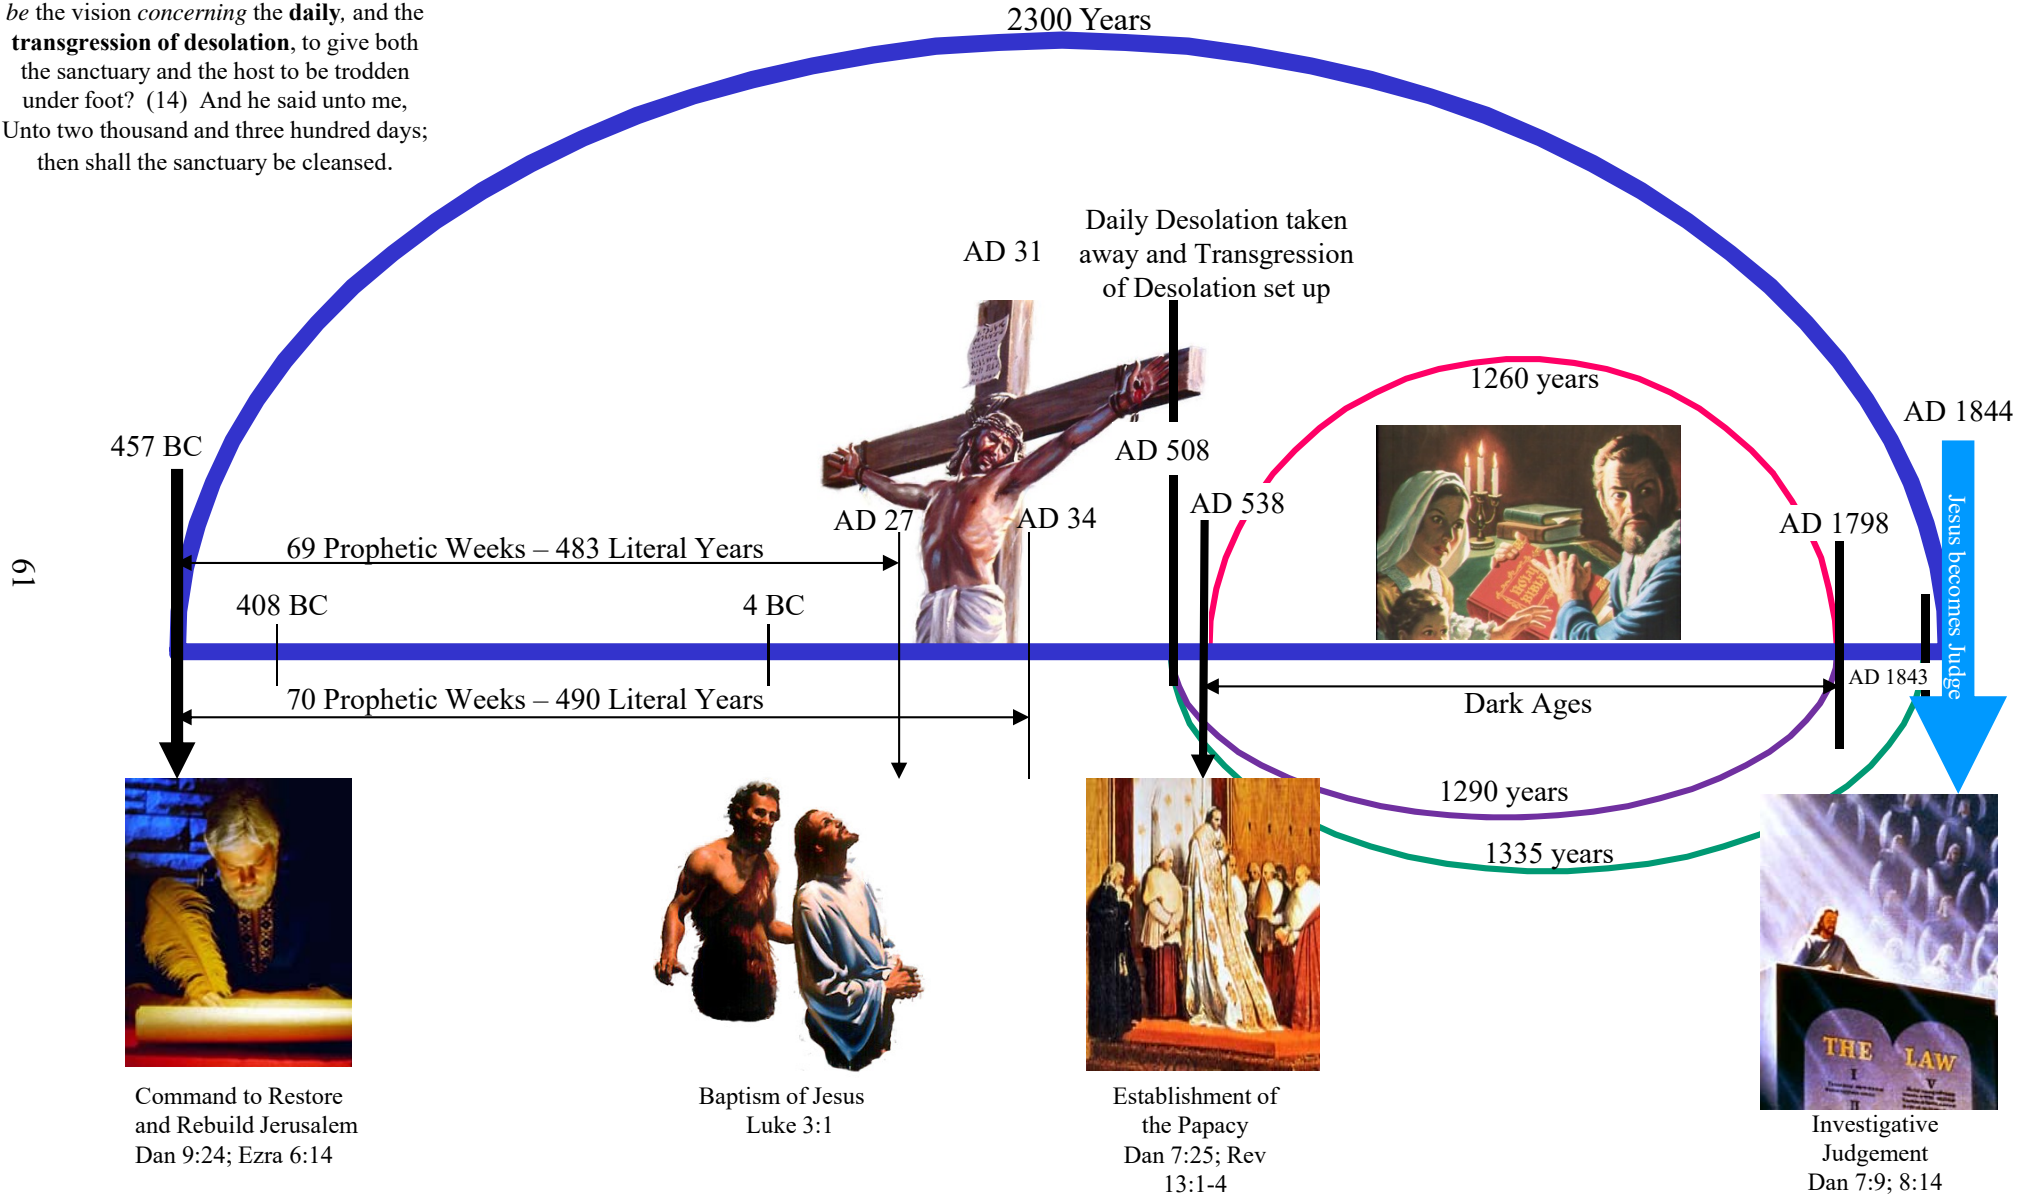 be the vision concerning the daily, and the
transgression of desolation, to give both
the sanctuary and the host to be trodden
under foot? (14) And he said unto me,
Unto two thousand and three hundred days;
then shall the sanctuary be cleansed.
2300 Years
Daily Desolation taken
away and Transgression
of Desolation set up
AD 31
1260 years
AD 1844
457 BC
AD 508
AD 538
AD 27
AD 34
AD 1798
Jesus becomes Judge
69 Prophetic Weeks – 483 Literal Years
61
408 BC
4 BC
HOLY
BIBLE
70 Prophetic Weeks – 490 Literal Years
AD 1843
Dark Ages
1290 years
1335 years
THE LAW
I V
II
Command to Restore
and Rebuild Jerusalem
Dan 9:24; Ezra 6:14
Baptism of Jesus
Luke 3:1
Establishment of
the Papacy
Dan 7:25; Rev
13:1-4
Investigative
Judgement
Dan 7:9; 8:14